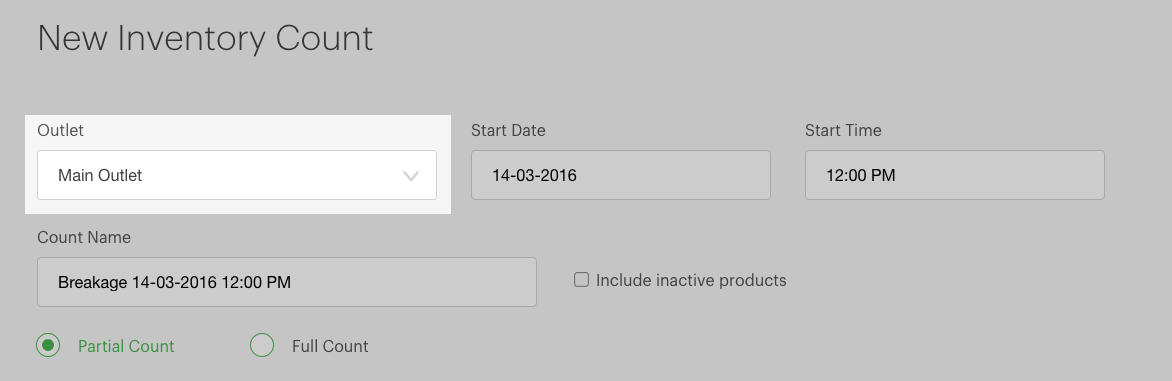 New Inventory Count
Outlet
Start Date
Start Time
Main Outlet
14-03-2016
12:00 PM
Count Name
Breakage 14-03-2016 12:00 PM
Include inactive products
Partial Count
Full Count